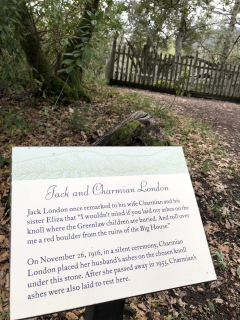 Jack and Charmian London
Jack London once remarked to his wife Charmian and his
sister Eliza that "I wouldn't mind if you laid my ashes on the
knoll where the Greenlaw children are buried. And roll over
me a red boulder from the ruins of the Big House."
On November 26, 1916, in a silent ceremony, Charmian
London placed her husband's ashes on the chosen knoll
under this stone. After she passed away in 1955, Charmian's
ashes were also laid to rest here.